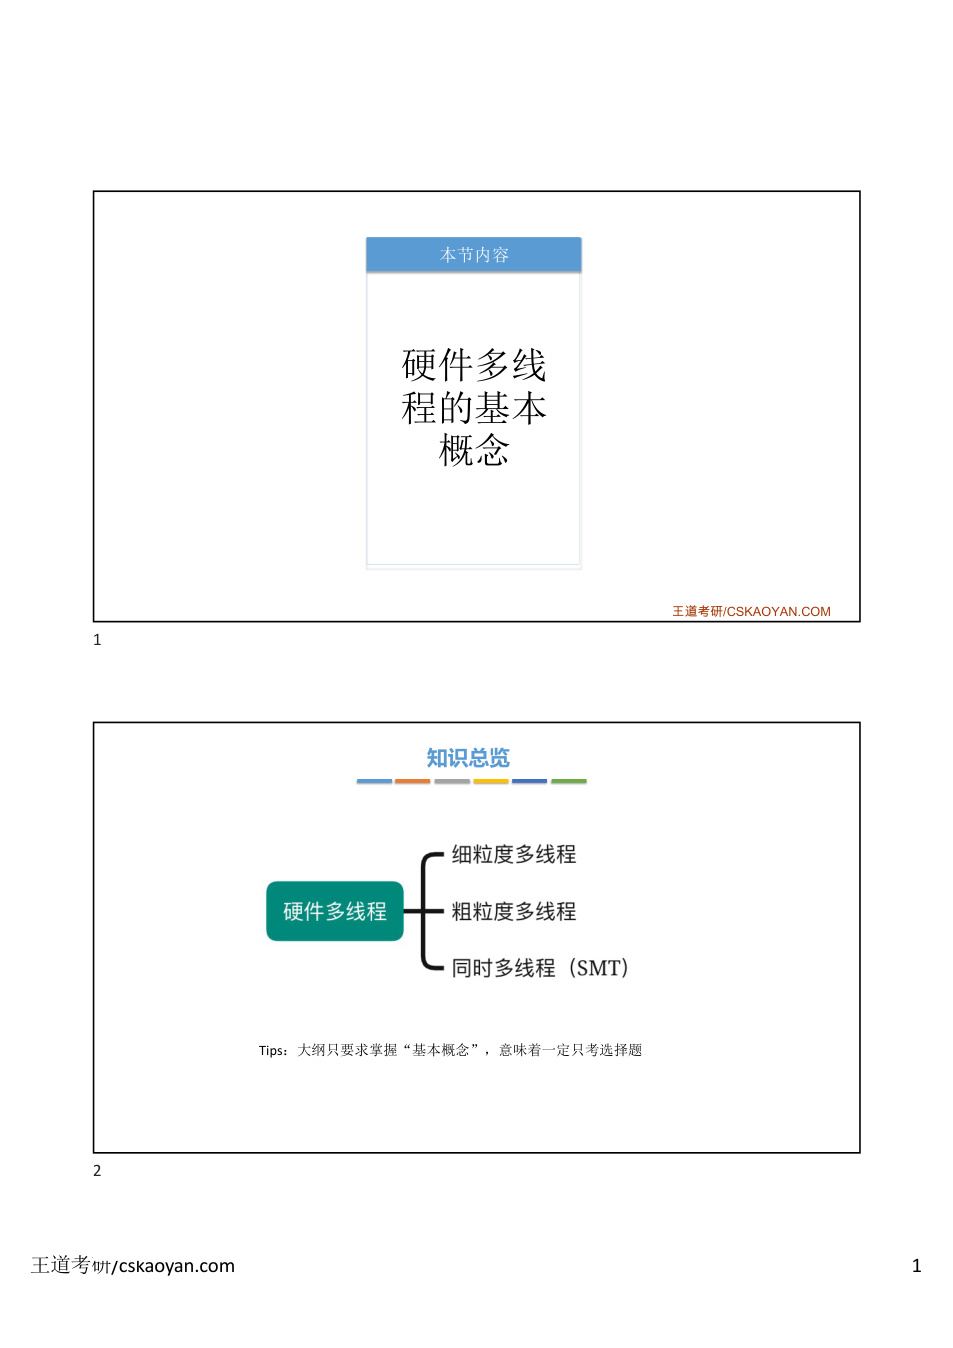 本节内容
硬件多线
程的基本
概念
王道考研/CSKAOYAN.COM
1
知识总览
硬件多线程
细粒度多线程
粗粒度多线程
同时多线程（SMT）
Tips：大纲只要求掌握“基本概念”，意味着一定只考选择题
2
王道考研/cskaoyan.com
1